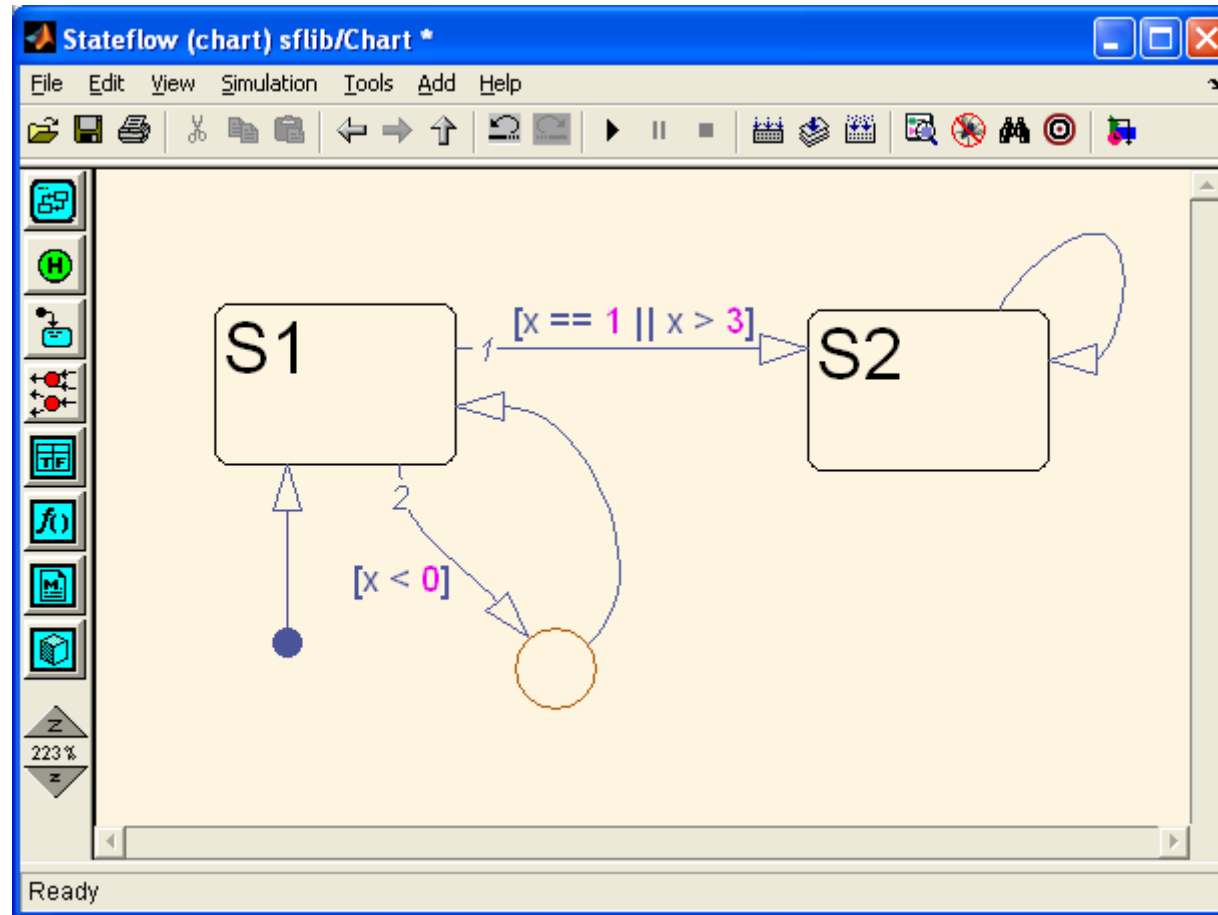 Stateflow (chart) sflib/Chart *
File Edit View Simulation Tools Add Help
H
S1
1
[x == 1 || x > 3]
S2
TF
2
f()
[x < 0]
M
Z
223%
z
Ready